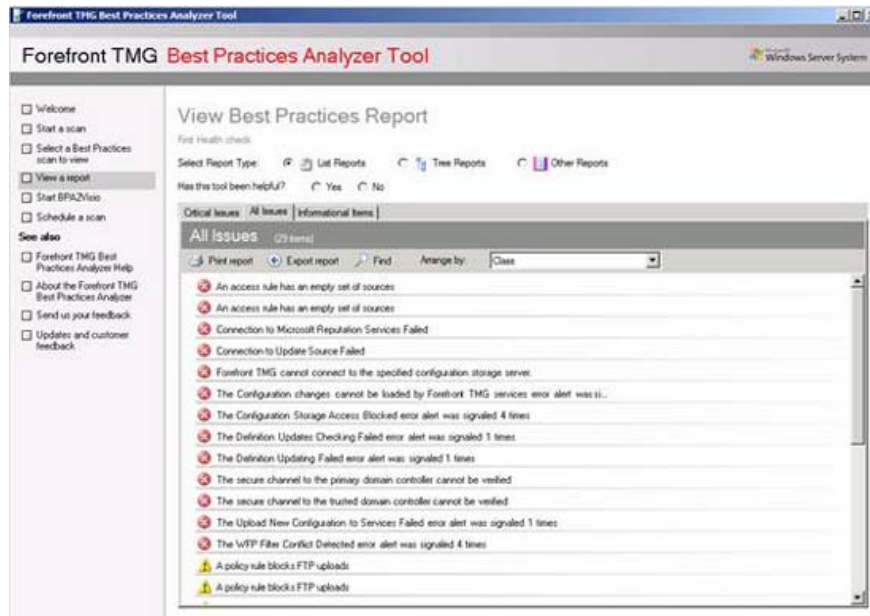 Forefront TMG Best Practices Analyzer Tool
Forefront TMG Best Practices Analyzer Tool
Windows Server System
Welcome
Start a scan
Select a Best Practices
scan to view
View a report
Start BPA2Visio
Schedule a scan
See also
Forefront TMG Best
Practices Analyzer Help
About the Forefront TMG
Best Practices Analyzer
Send us your feedback
Updates and customer
feedback
View Best Practices Report
First Health check
Select Report Type: List Reports Tree Reports Other Reports
Has this tool been helpful? Yes No
Critical Issues All Issues Informational Items
All Issues (29 items)
Print report Export report Find Arrange by: Class
An access rule has an empty set of sources
An access rule has an empty set of sources
Connection to Microsoft Reputation Services Failed
Connection to Update Source Failed
Forefront TMG cannot connect to the specified configuration storage server.
The Configuration changes cannot be loaded by Forefront TMG services error alert was si...
The Configuration Storage Access Blocked error alert was signaled 4 times
The Definition Updates Checking Failed error alert was signaled 1 times
The Definition Updating Failed error alert was signaled 1 times
The secure channel to the primary domain controller cannot be verified
The secure channel to the trusted domain controller cannot be verified
The Upload New Configuration to Services Failed error alert was signaled 1 times
The WFP Filter Conflict Detected error alert was signaled 4 times
A policy rule blocks FTP uploads
A policy rule blocks FTP uploads